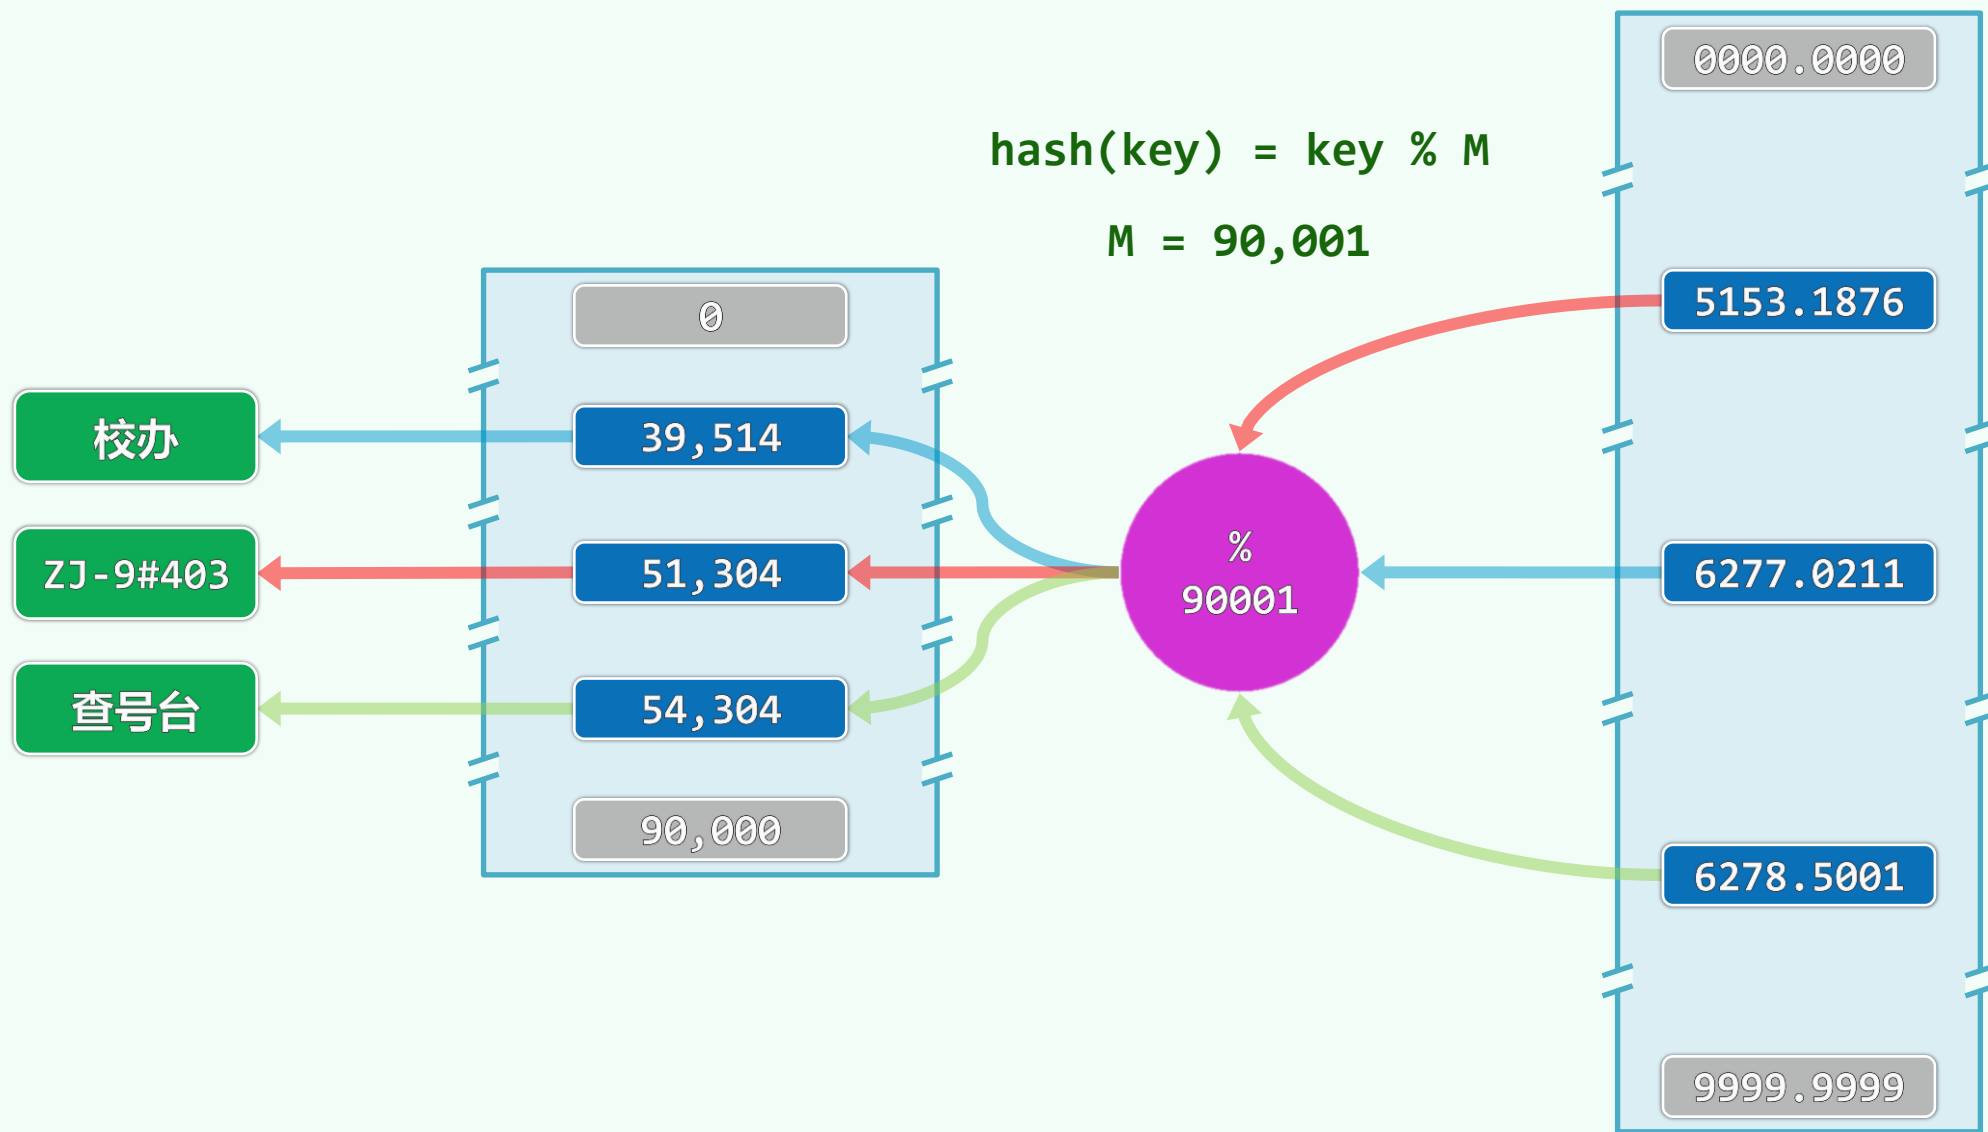 0000.0000
hash(key) = key % M
M = 90,001
5153.1876
0
39,514
校办
%
90001
51,304
ZJ-9#403
6277.0211
54,304
查号台
90,000
6278.5001
9999.9999